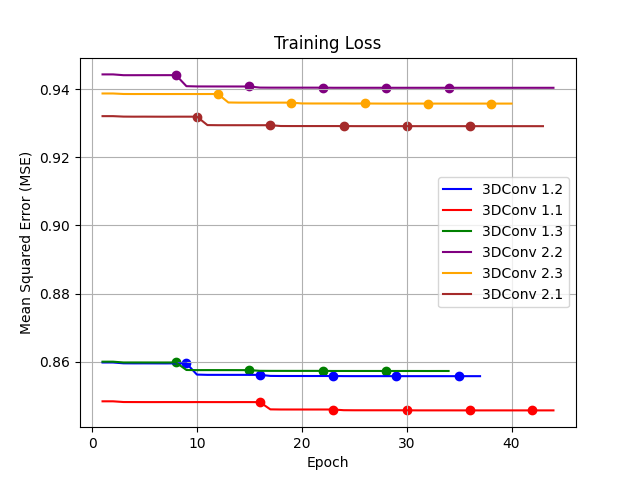 Training Loss
Mean Squared Error (MSE)
0.94
0.92
0.90
0.88
0.86
3DConv 1.2
3DConv 1.1
3DConv 1.3
3DConv 2.2
3DConv 2.3
3DConv 2.1
0 10 20 30 40
Epoch